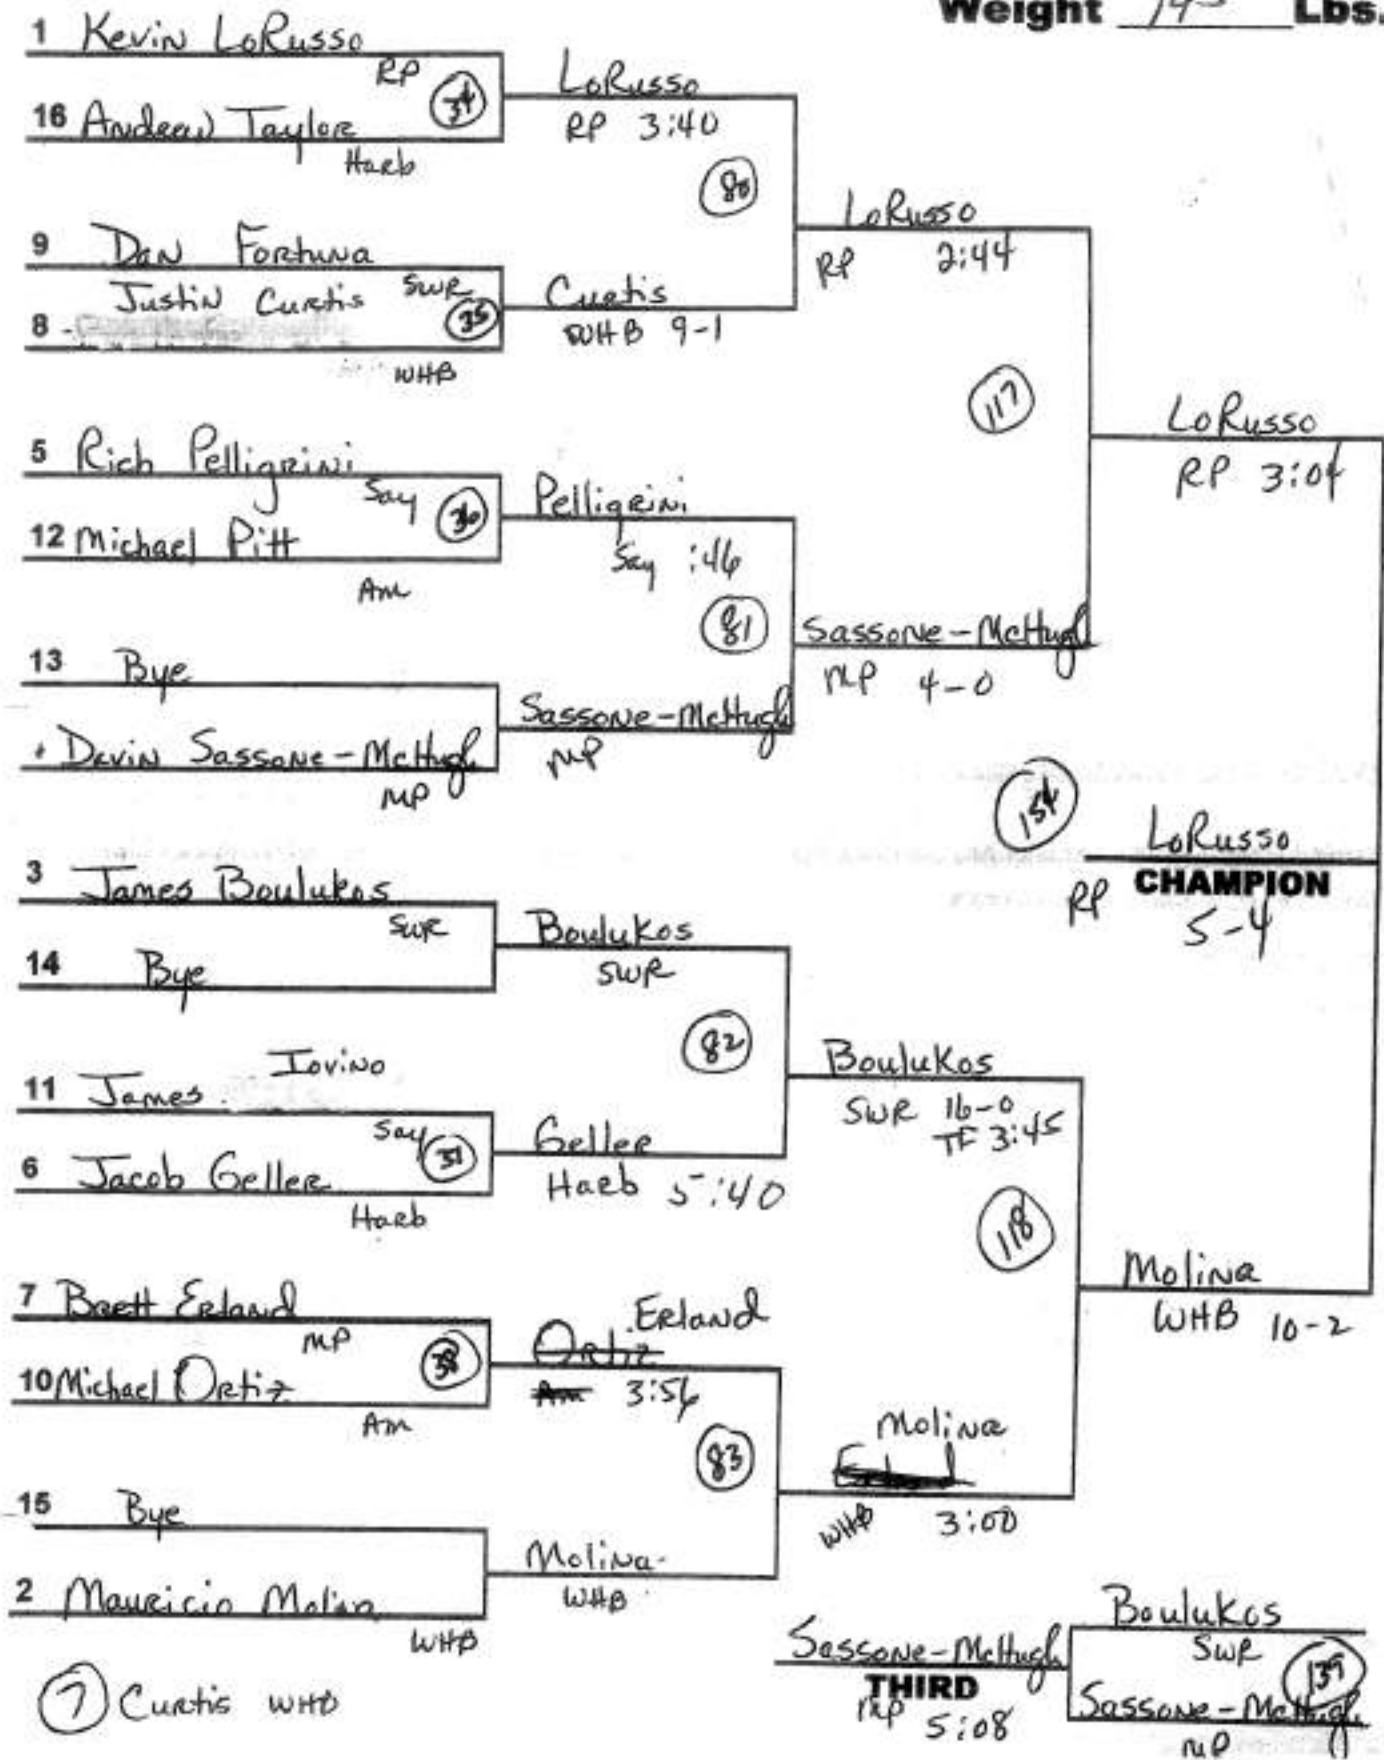 Weight 145 Lbs.
1 Kevin LoRusso
RP
34
16 Andrew Taylor
Harb
LoRusso
RP 3:40
80
9 Dan Fortuna
SWR
Justin Curtis
35
8
WHB
Curtis
WHB 9-1
LoRusso
RP 2:44
117
5 Rich Pelligrini
Say
36
12 Michael Pitt
Am
Pelligrini
Say :46
81
13 Bye
Devin Sassone-McHugh
MP
Sassone-McHugh
MP
Sassone-McHugh
MP 4-0
LoRusso
RP 3:04
154
LoRusso
CHAMPION
RP
5-4
3 James Boulukos
SWR
14 Bye
Boulukos
SWR
82
11 James Iovino
Say
37
6 Jacob Geller
Harb
Geller
Harb 5:40
Boulukos
SWR 16-0
TF 3:45
118
7 Brett Erland
MP
38
10 Michael Ortiz
Am
Erland
Ortiz
Am 3:56
83
15 Bye
2 Mauricio Molina
WHB
Molina
WHB
Molina
WHB 3:00
Molina
WHB 10-2
Boulukos
SWR
139
Sassone-McHugh
MP
Sassone-McHugh
THIRD
MP 5:08
7 Curtis WHB